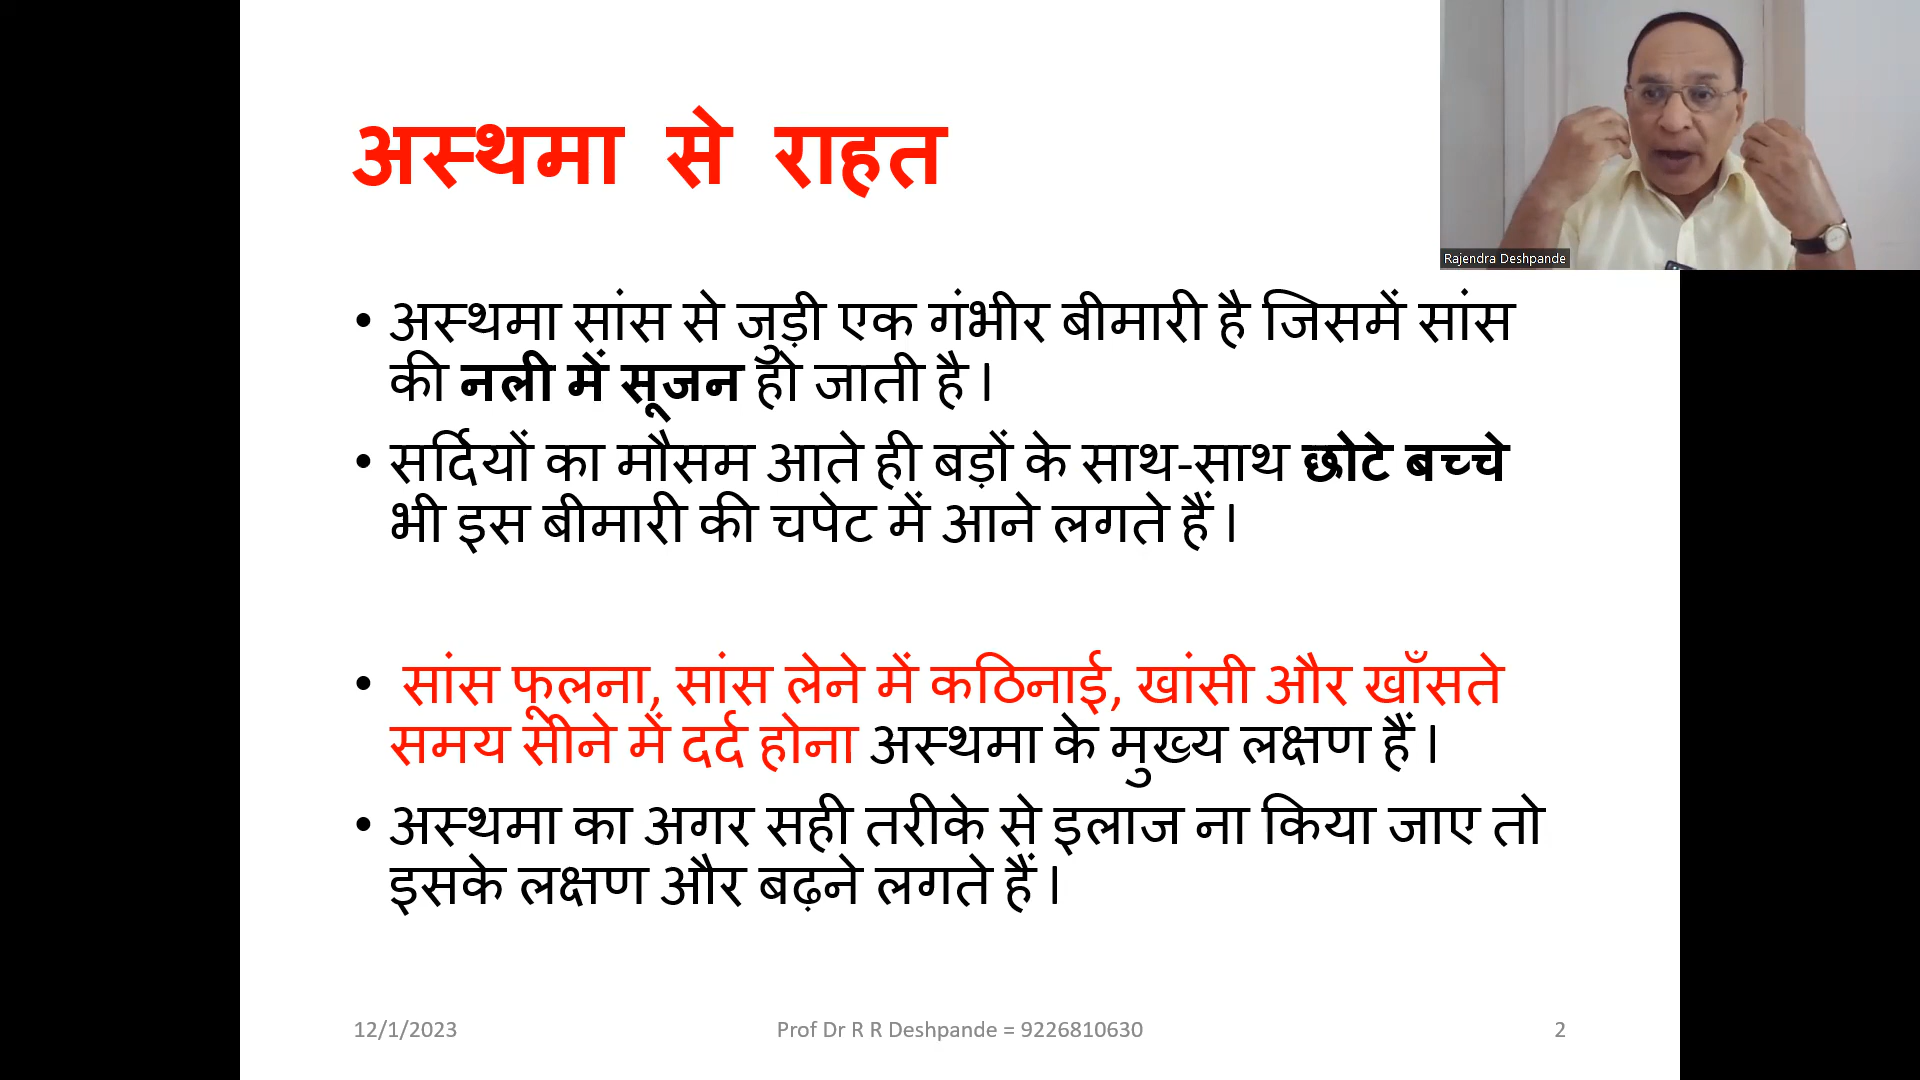 अस्थमा से राहत
Rajendra Deshpande
• अस्थमा सांस से जुड़ी एक गंभीर बीमारी है जिसमें सांस
की नली में सूजन हो जाती है ।
• सर्दियों का मौसम आते ही बड़ों के साथ-साथ छोटे बच्चे
भी इस बीमारी की चपेट में आने लगते हैं ।
• सांस फूलना, सांस लेने में कठिनाई, खांसी और खाँसते
समय सीने में दर्द होना अस्थमा के मुख्य लक्षण हैं ।
• अस्थमा का अगर सही तरीके से इलाज ना किया जाए तो
इसके लक्षण और बढ़ने लगते हैं ।
12/1/2023 Prof Dr R R Deshpande = 9226810630 2